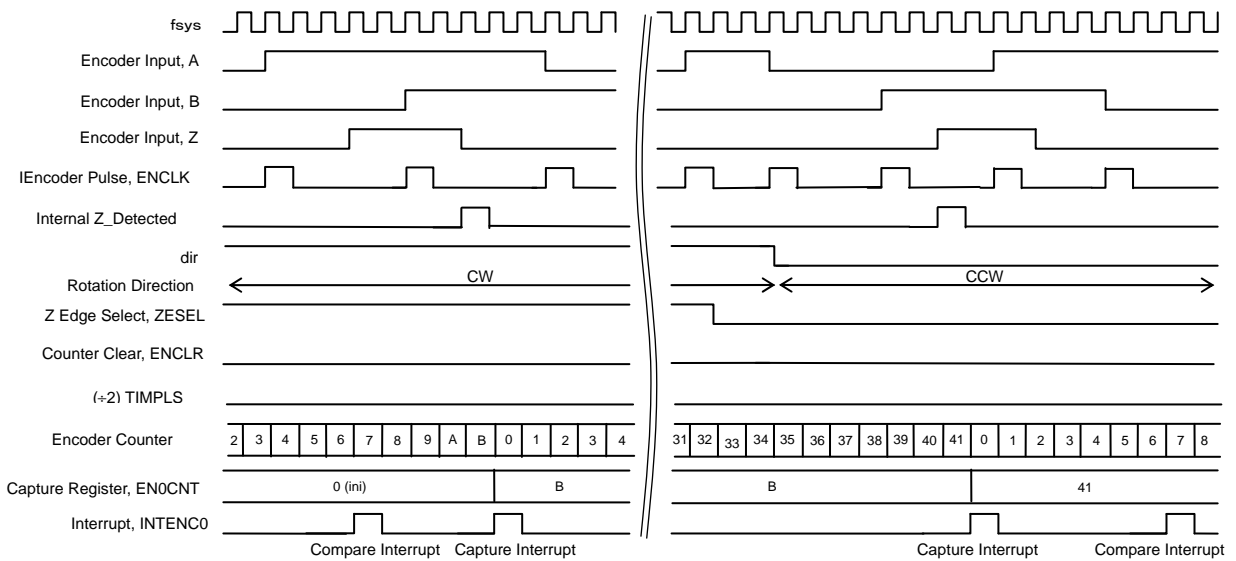 fsys
Encoder Input, A
Encoder Input, B
Encoder Input, Z
IEncoder Pulse, ENCLK
Internal Z_Detected
dir
Rotation Direction CW CCW
Z Edge Select, ZESEL
Counter Clear, ENCLR
(÷2) TIMPLS
Encoder Counter 2 3 4 5 6 7 8 9 A B 0 1 2 3 4 31 32 33 34 35 36 37 38 39 40 41 0 1 2 3 4 5 6 7 8
Capture Register, EN0CNT 0 (ini) B B 41
Interrupt, INTENC0
Compare Interrupt Capture Interrupt Capture Interrupt Compare Interrupt